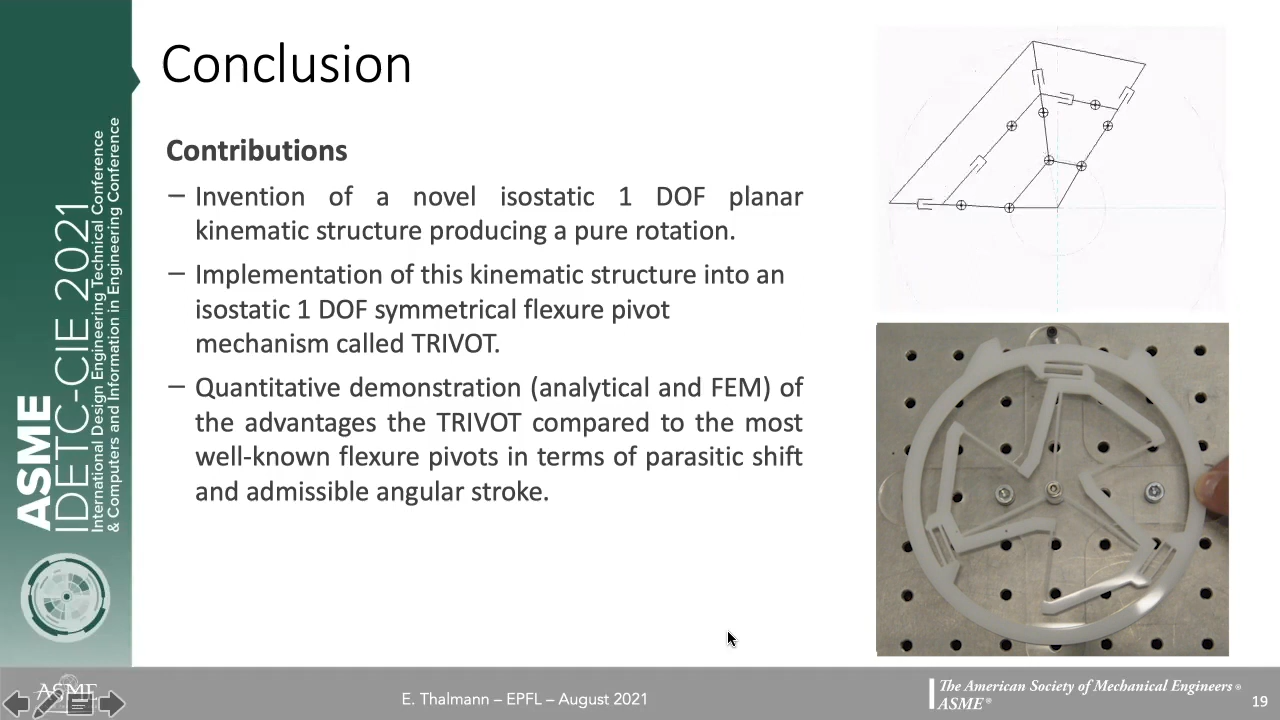 Conclusion
Contributions
– Invention of a novel isostatic 1 DOF planar
kinematic structure producing a pure rotation.
– Implementation of this kinematic structure into an
isostatic 1 DOF symmetrical flexure pivot
mechanism called TRIVOT.
– Quantitative demonstration (analytical and FEM) of
the advantages the TRIVOT compared to the most
well-known flexure pivots in terms of parasitic shift
and admissible angular stroke.
ASME
IDETC-CIE 2021
International Design Engineering Technical Conference
& Computers and Information in Engineering Conference
ASME
E. Thalmann – EPFL – August 2021
The American Society of Mechanical Engineers ®
ASME ®
19